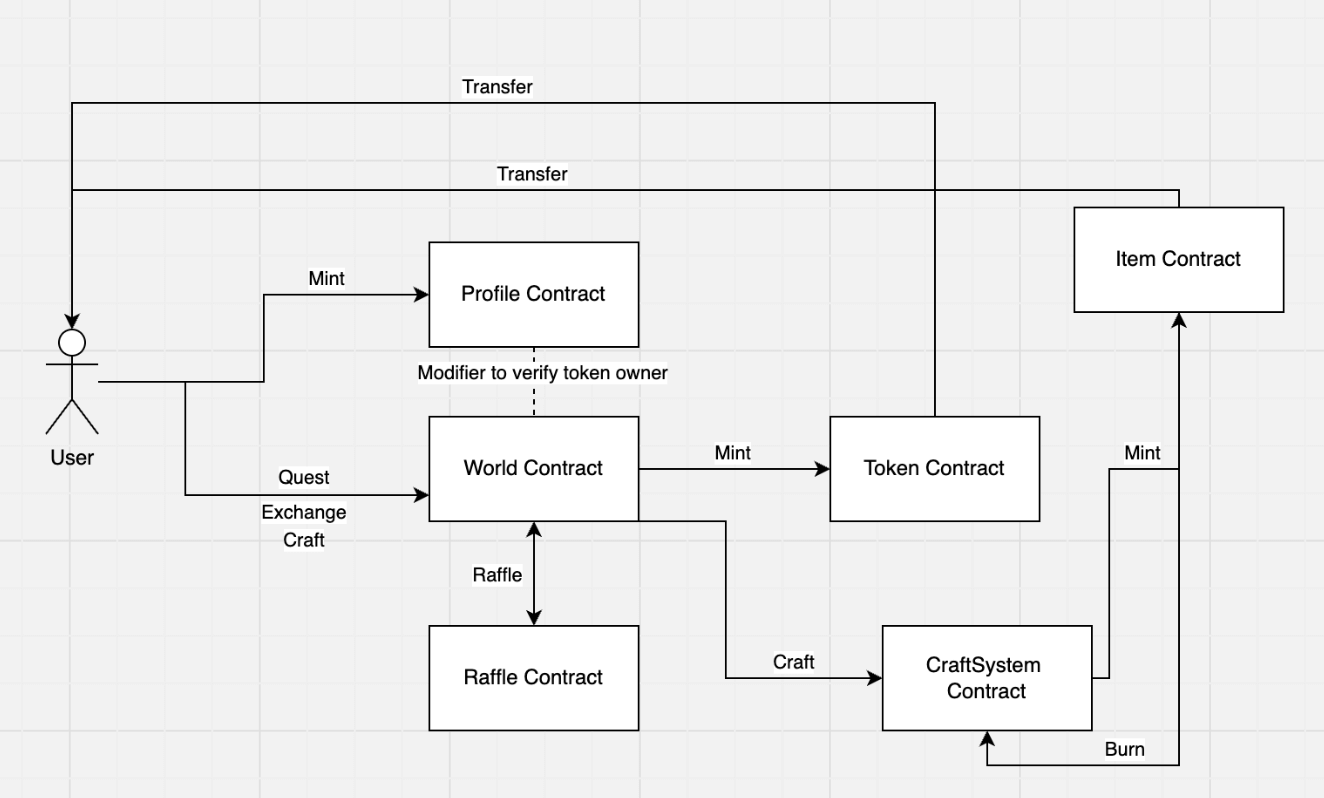 Transfer
Transfer
Item Contract
Mint
Profile Contract
Modifier to verify token owner
User
Quest
Exchange
Craft
World Contract
Mint
Token Contract
Mint
Raffle
Raffle Contract
Craft
CraftSystem
Contract
Burn